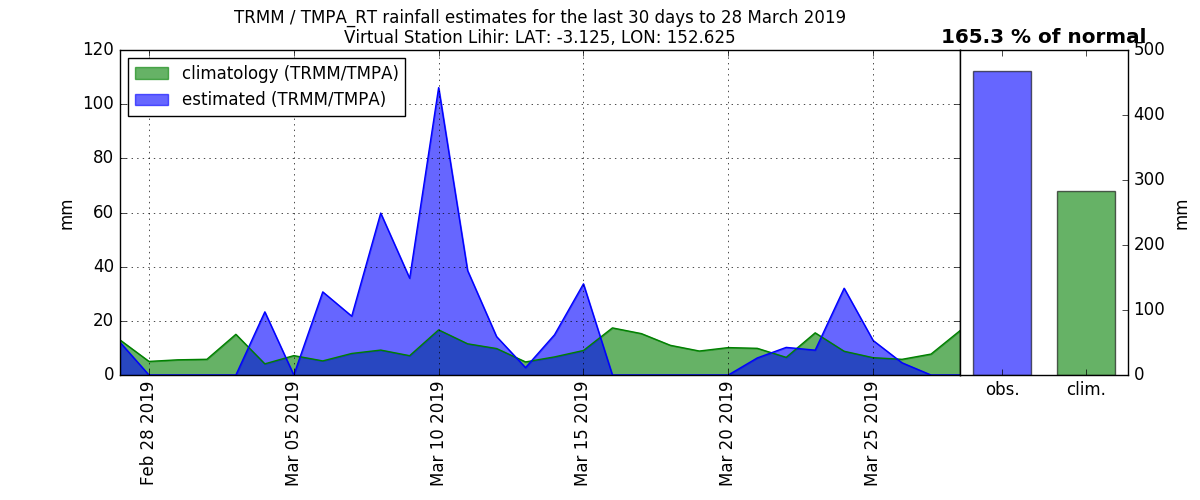 TRMM / TMPA_RT rainfall estimates for the last 30 days to 28 March 2019
Virtual Station Lihir: LAT: -3.125, LON: 152.625
165.3 % of normal
climatology (TRMM/TMPA)
estimated (TRMM/TMPA)
120
100
80
60
40
20
0
mm
Feb 28 2019
Mar 05 2019
Mar 10 2019
Mar 15 2019
Mar 20 2019
Mar 25 2019
obs.
clim.
500
400
300
200
100
0
mm